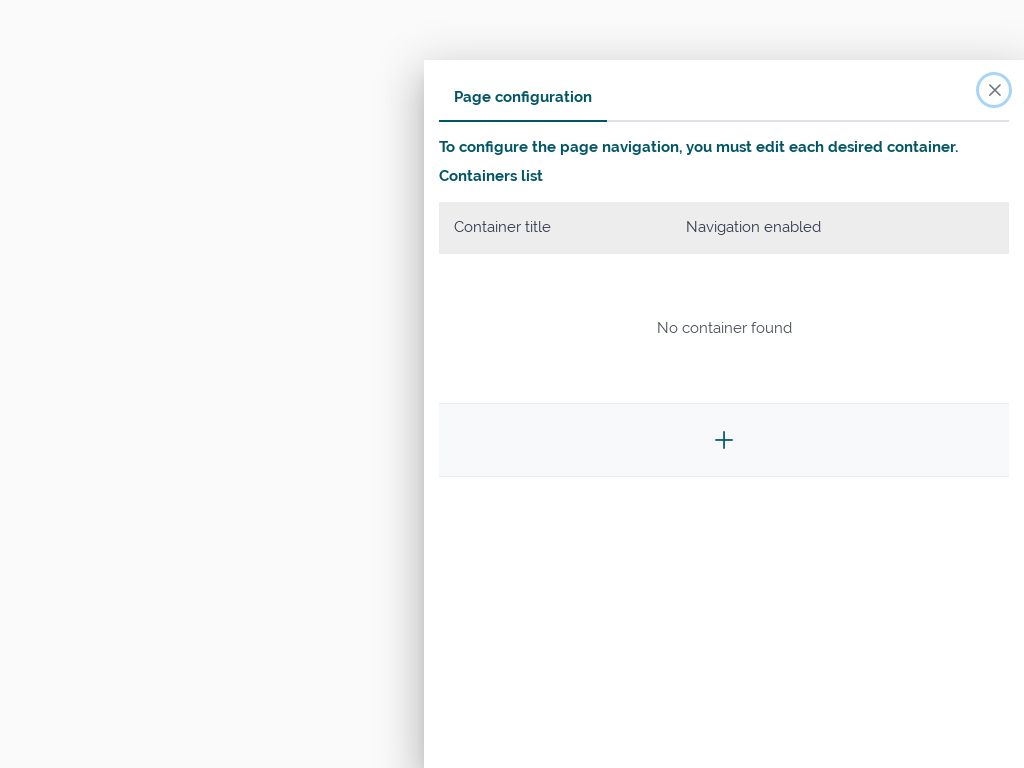 Page configuration
To configure the page navigation, you must edit each desired container.
Containers list
Container title Navigation enabled
No container found